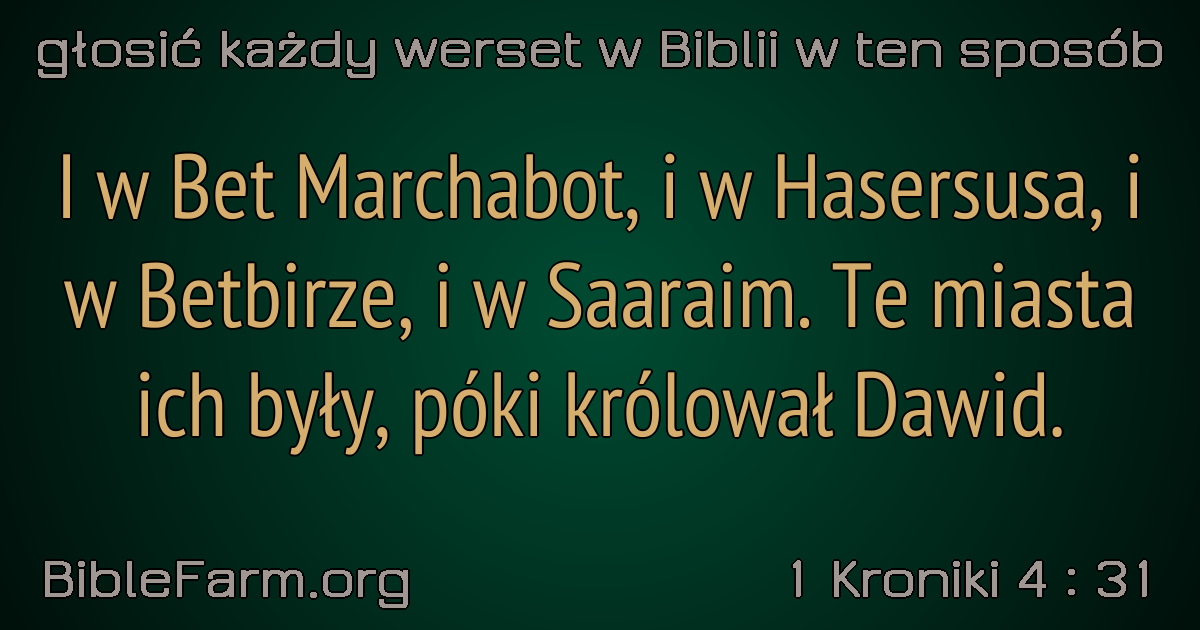 głosić każdy werset w Biblii w ten sposób
I w Bet Marchabot, i w Hasersusa, i
w Betbirze, i w Saaraim. Te miasta
ich były, póki królował Dawid.
BibleFarm.org
1 Kroniki 4 : 31